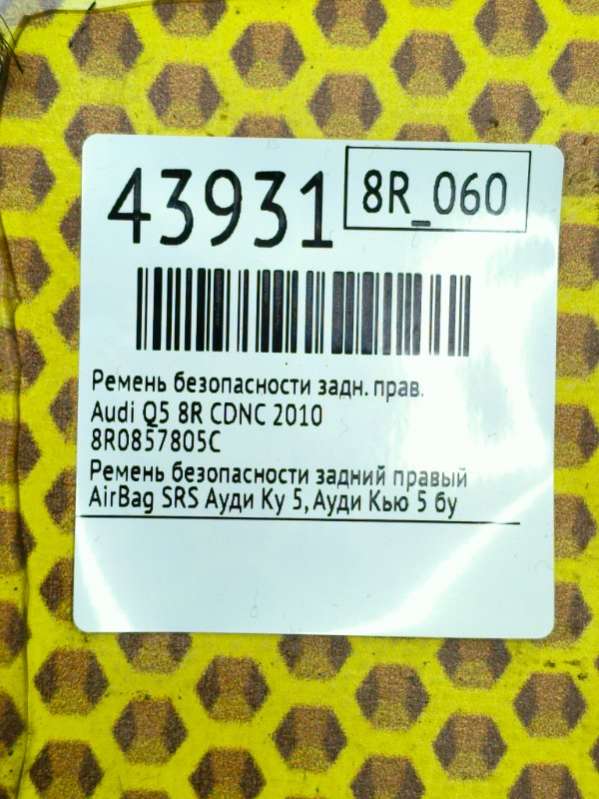 43931
8R_060
Ремень безопасности задн. прав.
Audi Q5 8R CDNC 2010
8R0857805C
Ремень безопасности задний правый
AirBag SRS Ауди Ку 5, Ауди Кью 5 бу